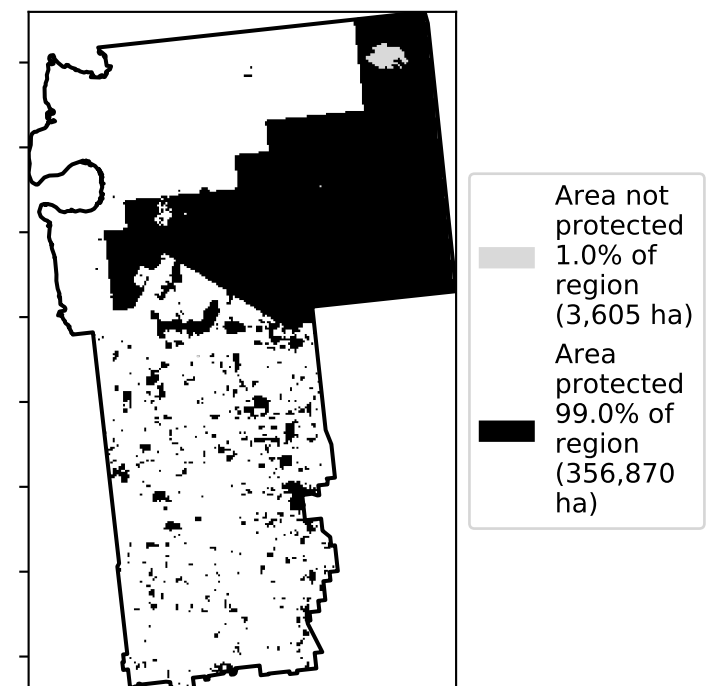 Area not
protected
1.0% of
region
(3,605 ha)
Area
protected
99.0% of
region
(356,870
ha)